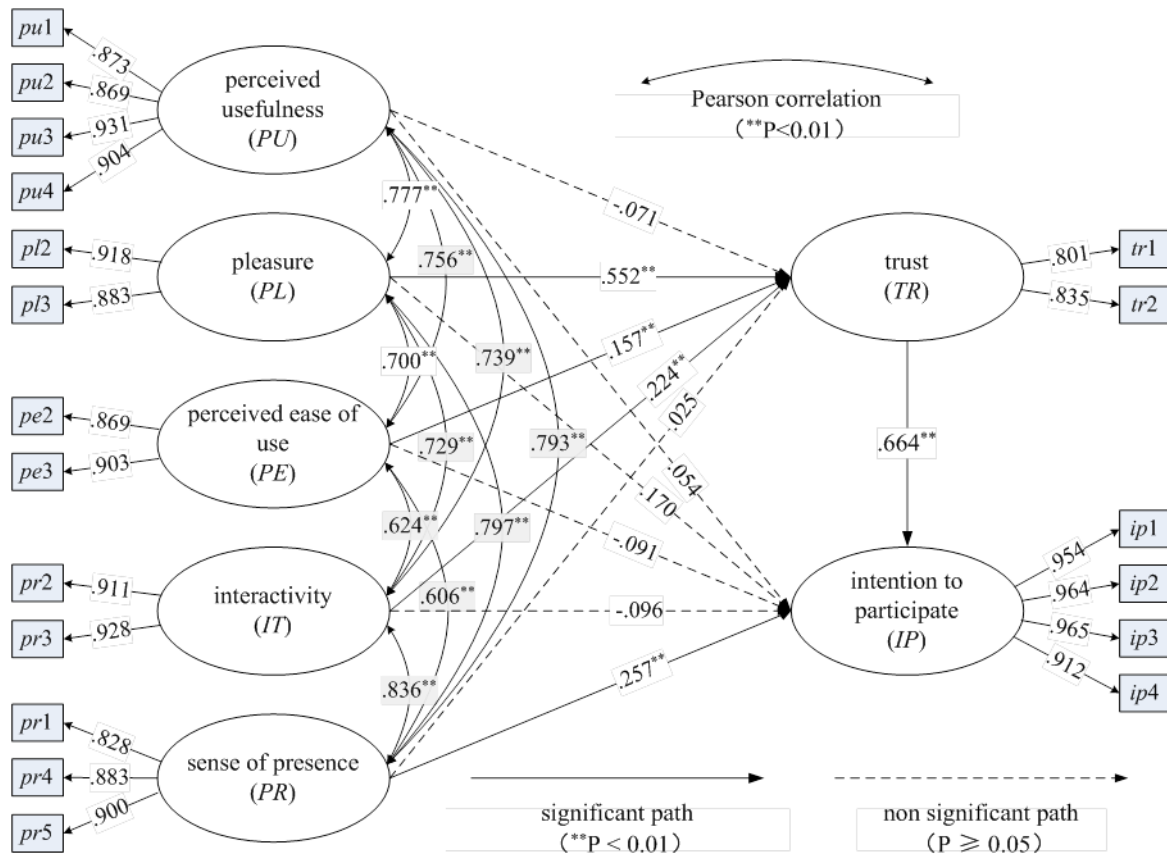 pu1
.873
pu2
.869
pu3
.931
pu4
.904
perceived
usefulness
(PU)
Pearson correlation
(**P<0.01)
.777**
-.071
pl2
.918
pl3
.883
pleasure
(PL)
.756**
.552**
trust
(TR)
.801
tr1
.835
tr2
.700**
.739**
.157**
.224**
.025
pe2
.869
pe3
.903
perceived ease of
use
(PE)
.729**
.793**
.664**
.054
.170
.624**
.797**
-.091
pr2
.911
pr3
.928
interactivity
(IT)
.606**
-.096
intention to
participate
(IP)
.954
ip1
.964
ip2
.965
ip3
.912
ip4
.836**
.257**
pr1
.828
pr4
.883
pr5
.900
sense of presence
(PR)
significant path
(**P < 0.01)
non significant path
(P ≥ 0.05)